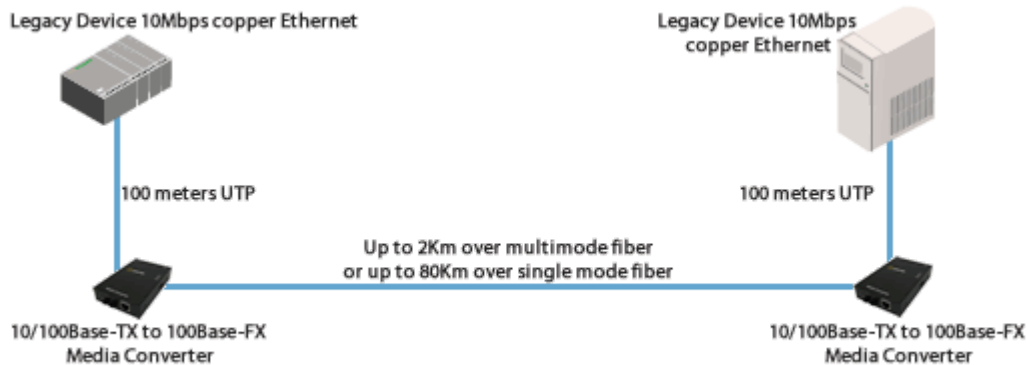 Legacy Device 10Mbps copper Ethernet
Legacy Device 10Mbps
copper Ethernet
100 meters UTP
100 meters UTP
Up to 2Km over multimode fiber
or up to 80Km over single mode fiber
10/100Base-TX to 100Base-FX
Media Converter
10/100Base-TX to 100Base-FX
Media Converter